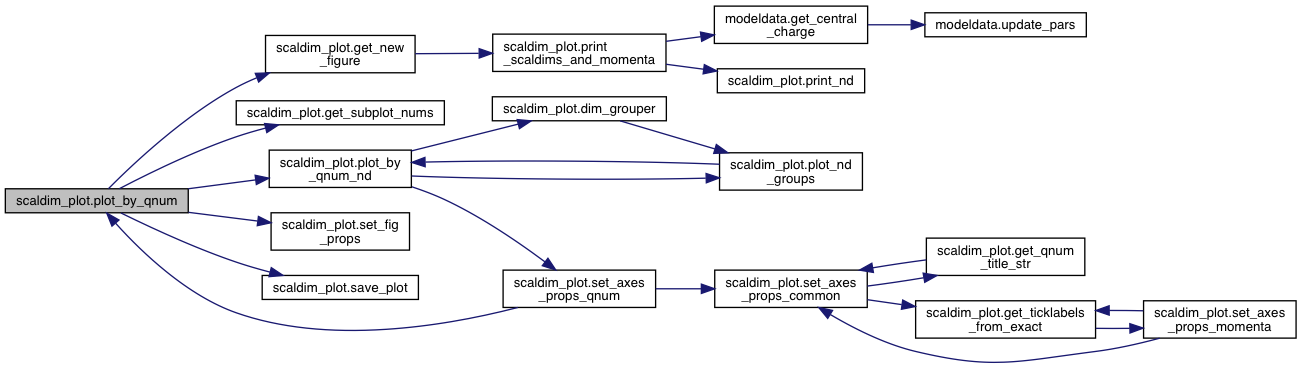 scaldim_plot.plot_by_qnum
scaldim_plot.get_new
_figure
scaldim_plot.get_subplot_nums
scaldim_plot.plot_by
_qnum_nd
scaldim_plot.set_fig
_props
scaldim_plot.save_plot
scaldim_plot.print
_scaldims_and_momenta
scaldim_plot.dim_grouper
scaldim_plot.set_axes
_props_qnum
modeldata.get_central
_charge
scaldim_plot.print_nd
scaldim_plot.plot_nd
_groups
scaldim_plot.set_axes
_props_common
modeldata.update_pars
scaldim_plot.get_qnum
_title_str
scaldim_plot.get_ticklabels
_from_exact
scaldim_plot.set_axes
_props_momenta